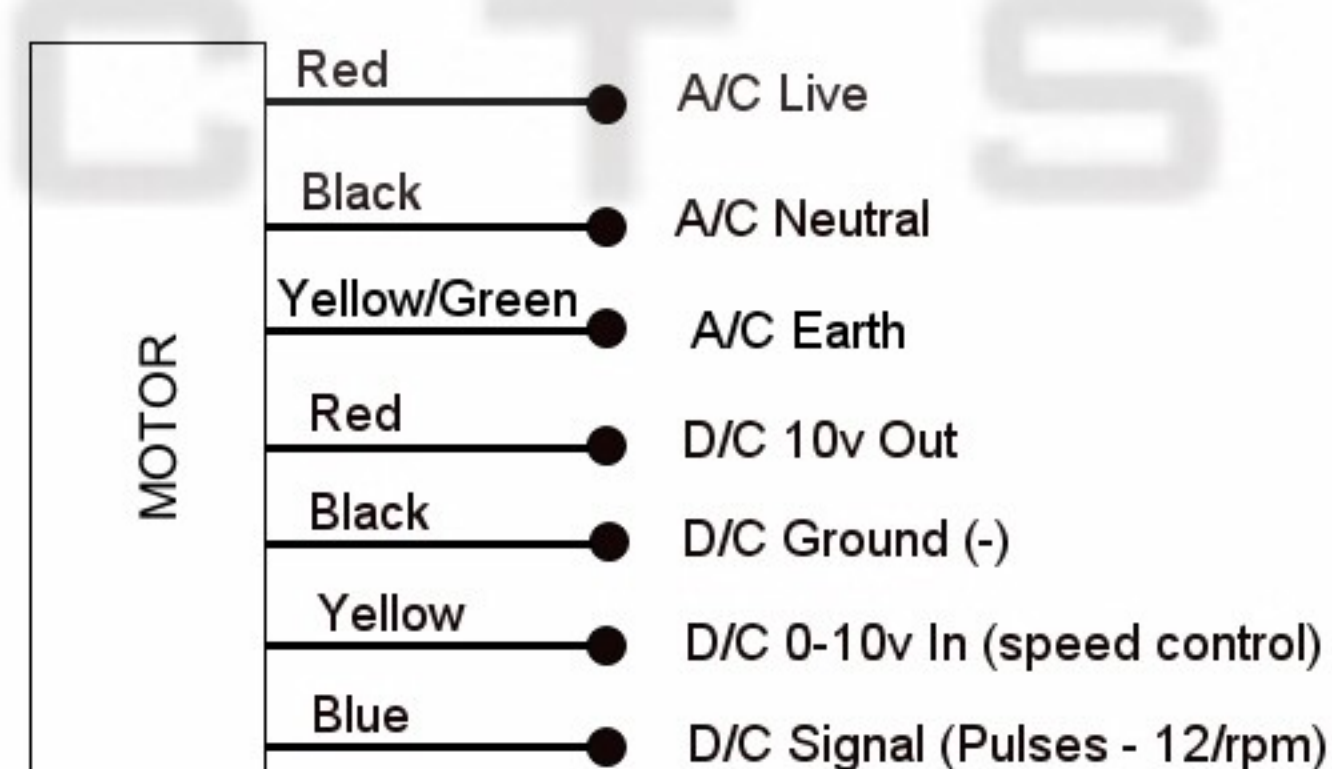 C T S
Red
A/C Live
Black
A/C Neutral
Yellow/Green
A/C Earth
MOTOR
Red
D/C 10v Out
Black
D/C Ground (-)
Yellow
D/C 0-10v In (speed control)
Blue
D/C Signal (Pulses - 12/rpm)